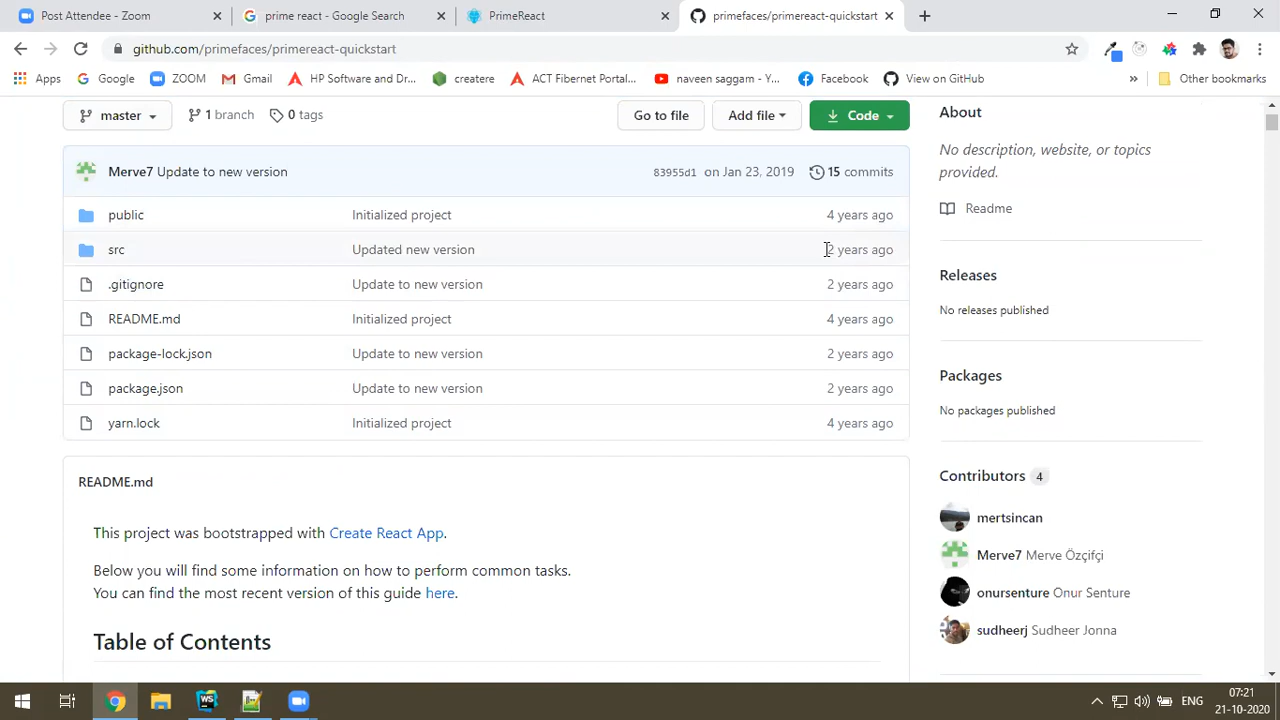 Post Attendee - Zoom
prime react - Google Search
PrimeReact
primefaces/primereact-quickstart
github.com/primefaces/primereact-quickstart
Apps
Google
ZOOM
Gmail
HP Software and Dr...
createre
ACT Fibernet Portal...
naveen saggam - Y...
Facebook
View on GitHub
»
Other bookmarks
master
1 branch
0 tags
Go to file
Add file
Code
Merve7 Update to new version
83955d1 on Jan 23, 2019
15 commits
public Initialized project 4 years ago
src Updated new version 2 years ago
.gitignore Update to new version 2 years ago
README.md Initialized project 4 years ago
package-lock.json Update to new version 2 years ago
package.json Update to new version 2 years ago
yarn.lock Initialized project 4 years ago
README.md
This project was bootstrapped with Create React App.
Below you will find some information on how to perform common tasks.
You can find the most recent version of this guide here.
Table of Contents
About
No description, website, or topics
provided.
Readme
Releases
No releases published
Packages
No packages published
Contributors 4
mertsincan
Merve7 Merve Özçifçi
onursenture Onur Senture
sudheerj Sudheer Jonna
WS
ENG
07:21
21-10-2020